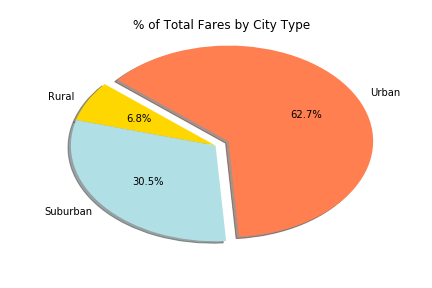 % of Total Fares by City Type
Urban
Rural
62.7%
6.8%
30.5%
Suburban